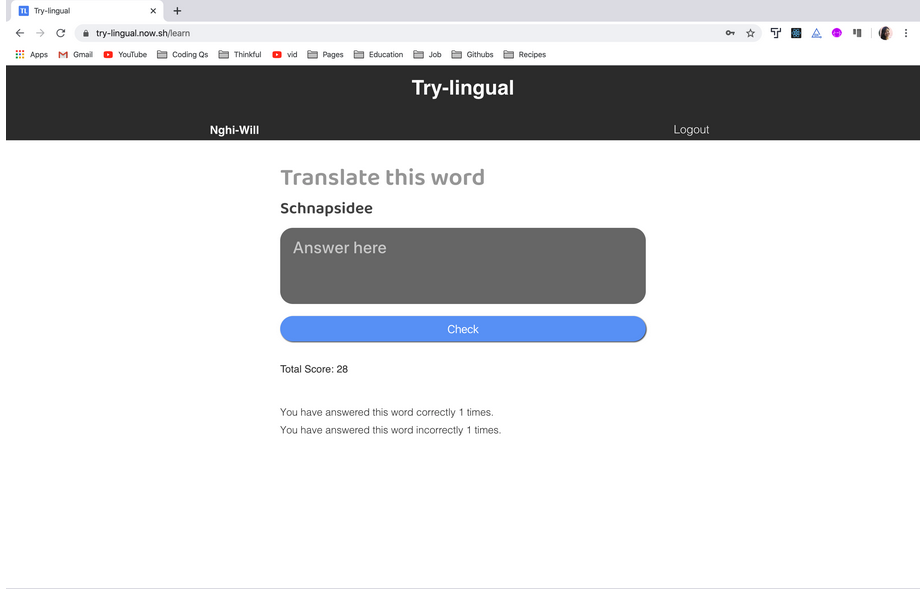 TL Try-lingual
try-lingual.now.sh/learn
Apps Gmail YouTube Coding Qs Thinkful vid Pages Education Job Githubs Recipes
Try-lingual
Nghi-Will Logout
Translate this word
Schnapsidee
Answer here
Check
Total Score: 28
You have answered this word correctly 1 times.
You have answered this word incorrectly 1 times.